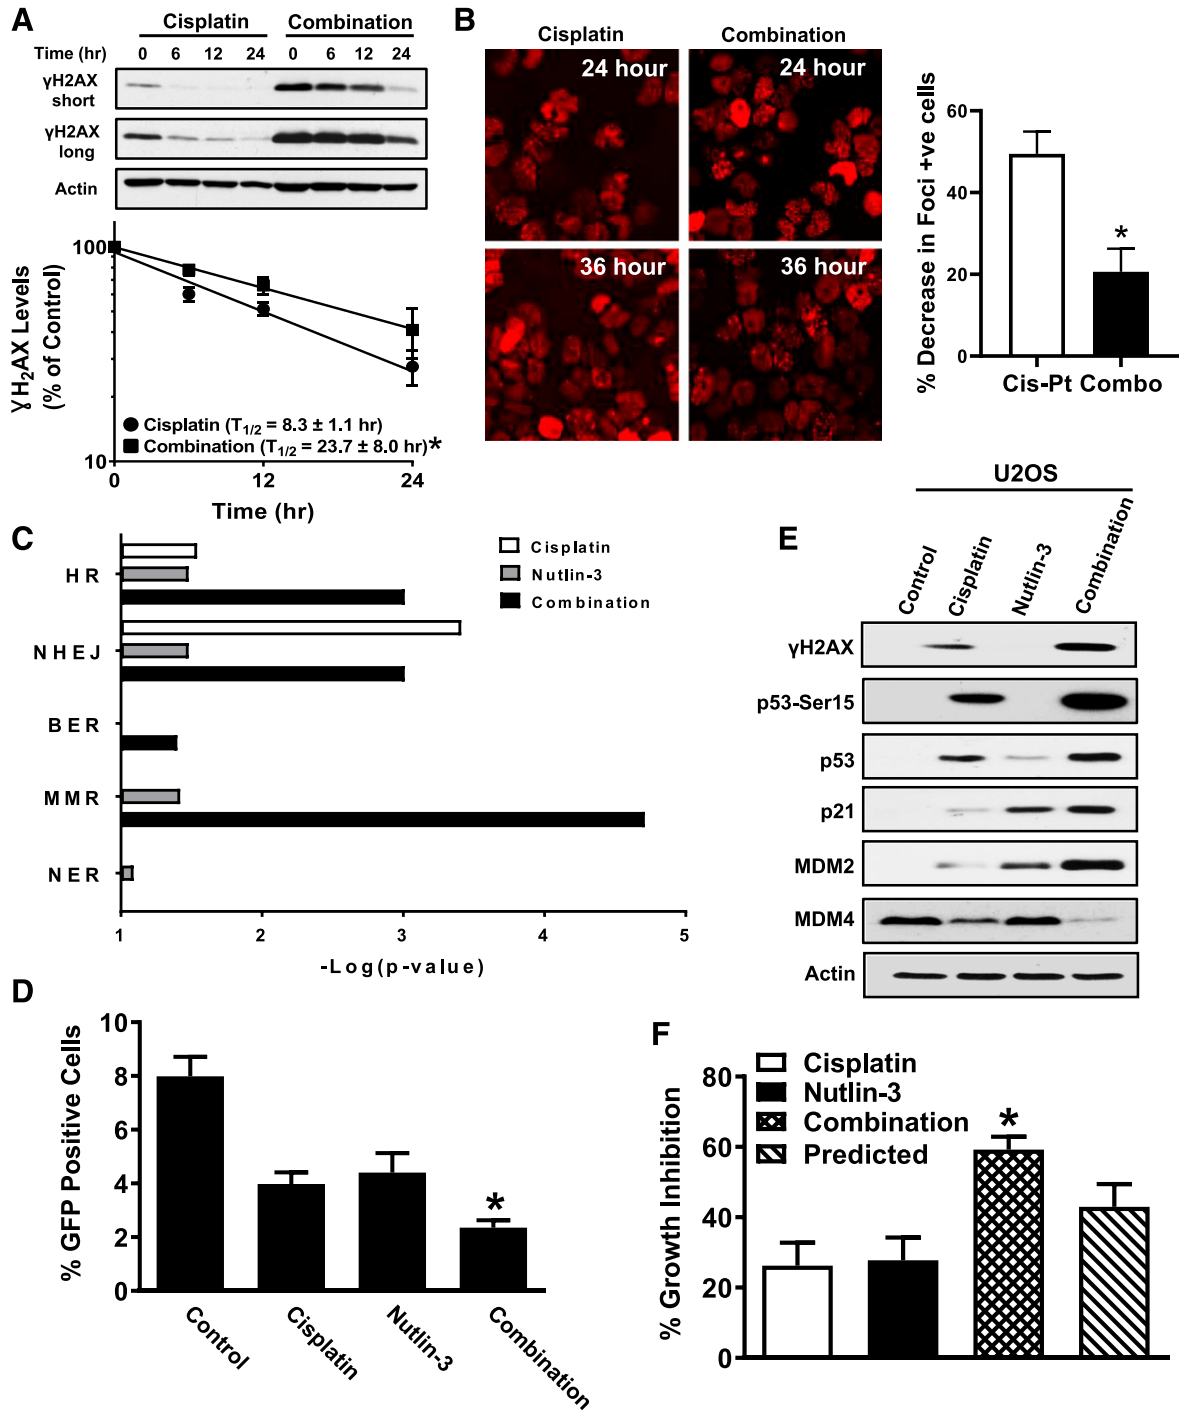 A
Cisplatin Combination
Time (hr) 0 6 12 24 0 6 12 24
γH2AX
short
γH2AX
long
Actin
γH2AX Levels
(% of Control)
100
10
Cisplatin (T1/2 = 8.3 ± 1.1 hr)
Combination (T1/2 = 23.7 ± 8.0 hr)*
0 12 24
Time (hr)
B
Cisplatin Combination
24 hour 24 hour
36 hour 36 hour
% Decrease in Foci +ve cells
60
40
20
0
*
Cis-Pt Combo
C
Cisplatin
Nutlin-3
Combination
HR
NHEJ
BER
MMR
NER
1 2 3 4 5
-Log(p-value)
D
% GFP Positive Cells
10
8
6
4
2
0
*
Control
Cisplatin
Nutlin-3
Combination
E
U2OS
Control
Cisplatin
Nutlin-3
Combination
γH2AX
p53-Ser15
p53
p21
MDM2
MDM4
Actin
F
Cisplatin
Nutlin-3
Combination
Predicted
% Growth Inhibition
80
60
40
20
0
*